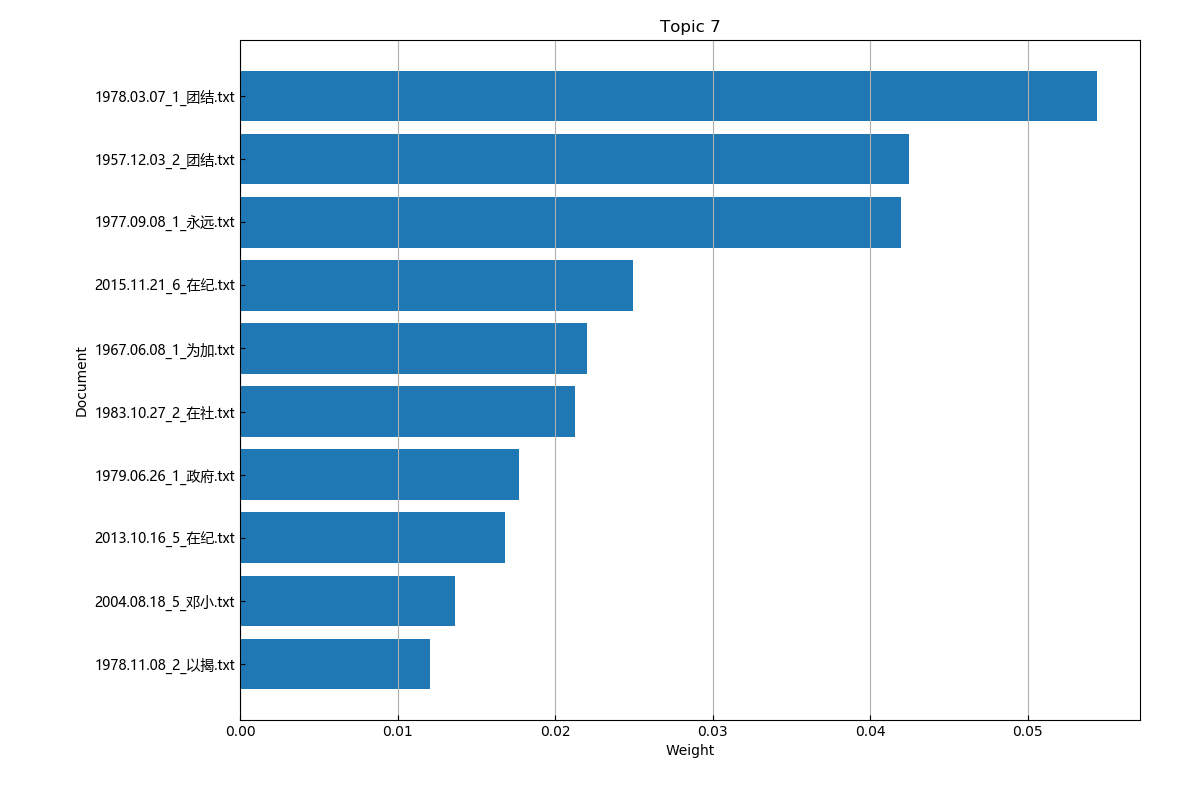 Topic 7
1978.03.07_1_团结.txt
1957.12.03_2_团结.txt
1977.09.08_1_永远.txt
2015.11.21_6_在纪.txt
1967.06.08_1_为加.txt
1983.10.27_2_在社.txt
1979.06.26_1_政府.txt
2013.10.16_5_在纪.txt
2004.08.18_5_邓小.txt
1978.11.08_2_以揭.txt
Document
0.00 0.01 0.02 0.03 0.04 0.05
Weight